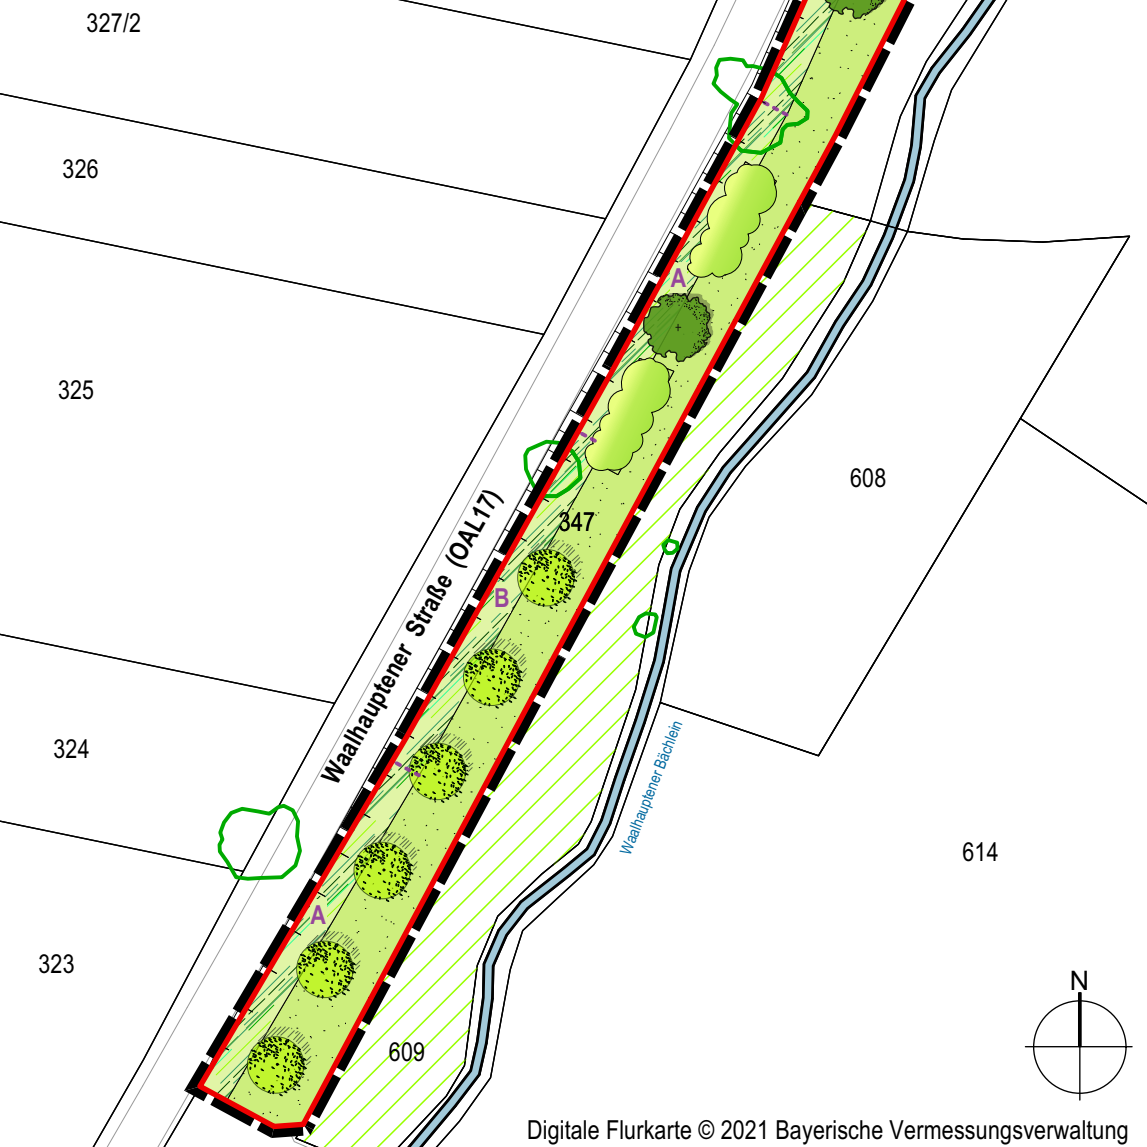 327/2
326
A
325
608
347
Waalhauptener Straße (OAL17)
B
324
Waalhauptener Bächlein
614
A
323
N
609
Digitale Flurkarte © 2021 Bayerische Vermessungsverwaltung